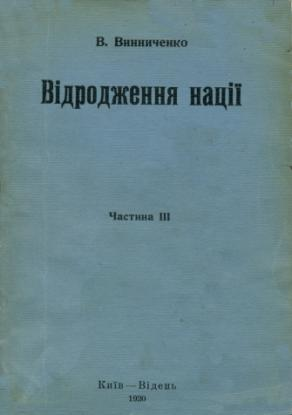 В. Винниченко
Відродження нації
Частина III
Київ — Відень
1920